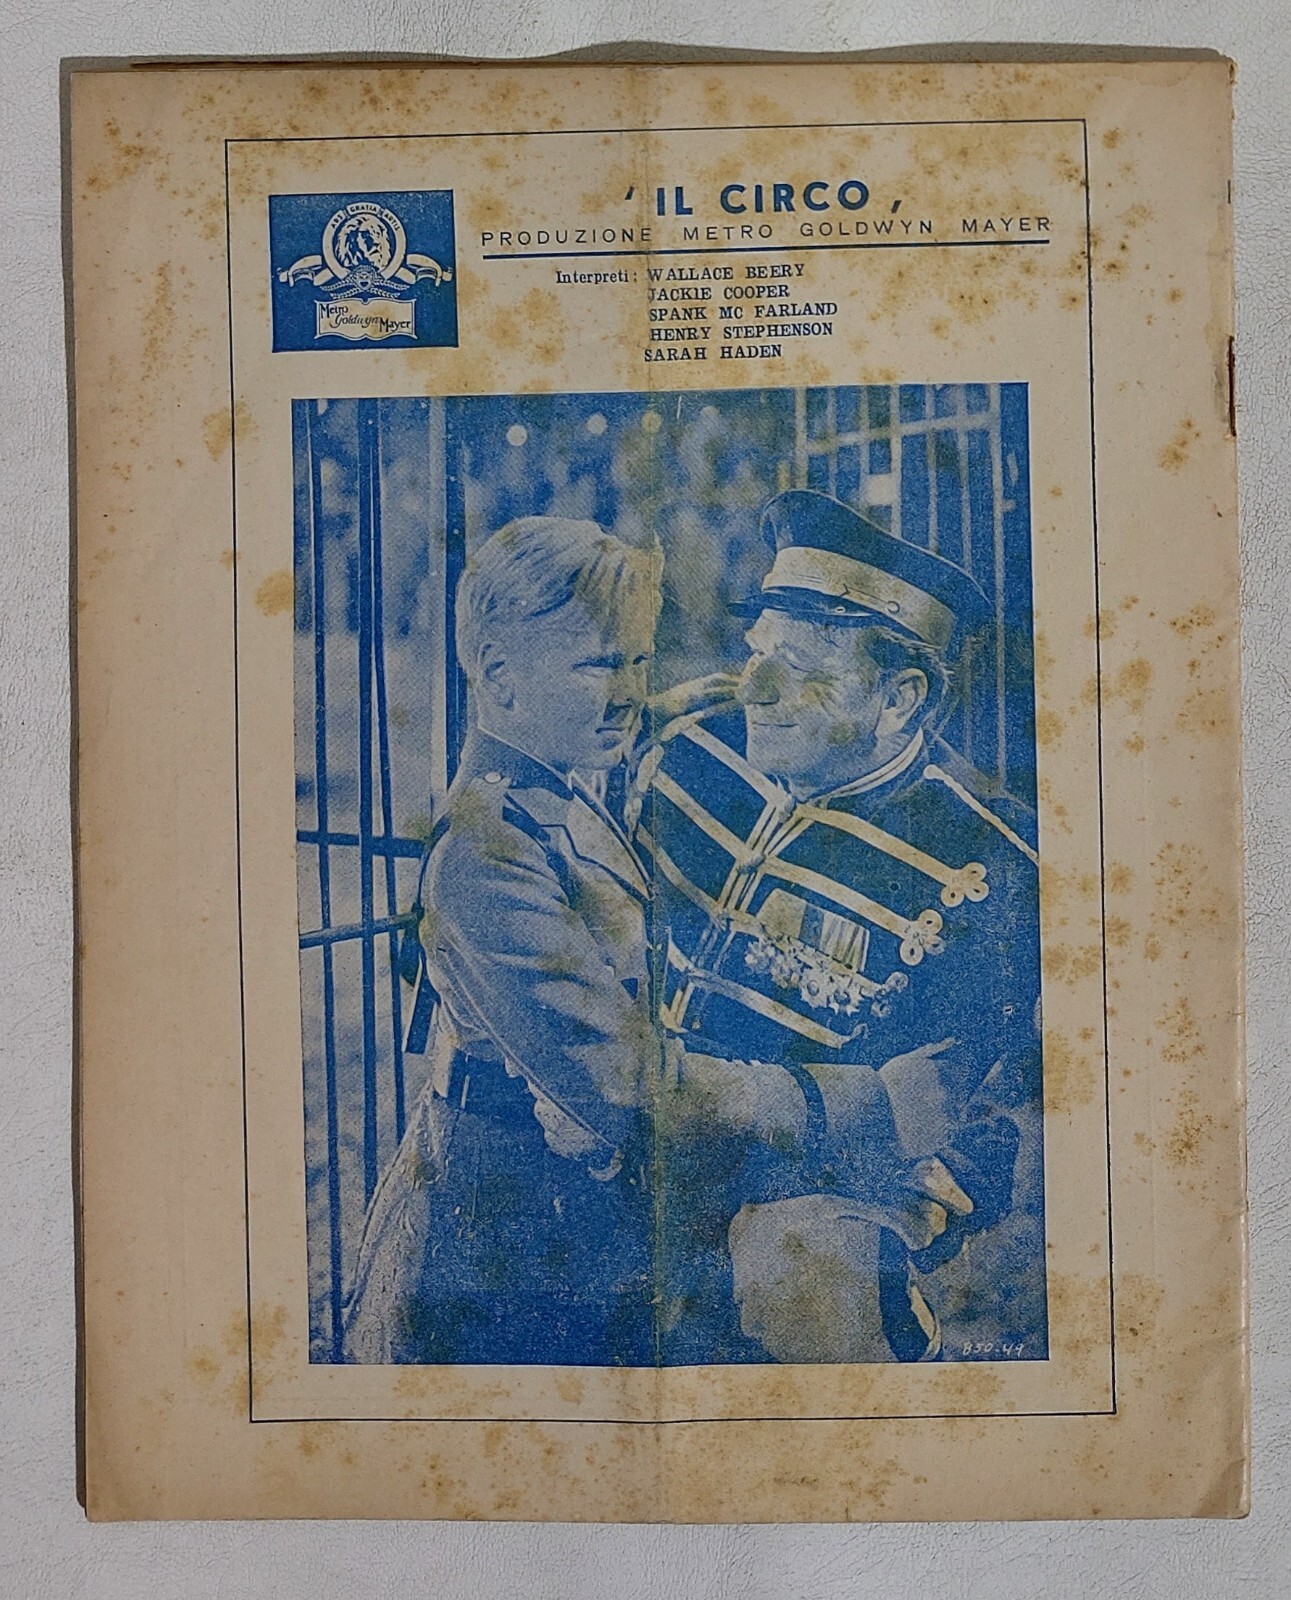 ' IL CIRCO ,
PRODUZIONE METRO GOLDWYN MAYER
ARS GRATIA ARTIS
Metro
Goldwyn
Mayer
Interpreti: WALLACE BEERY
JACKIE COOPER
SPANK MC FARLAND
HENRY STEPHENSON
SARAH HADEN
850-44